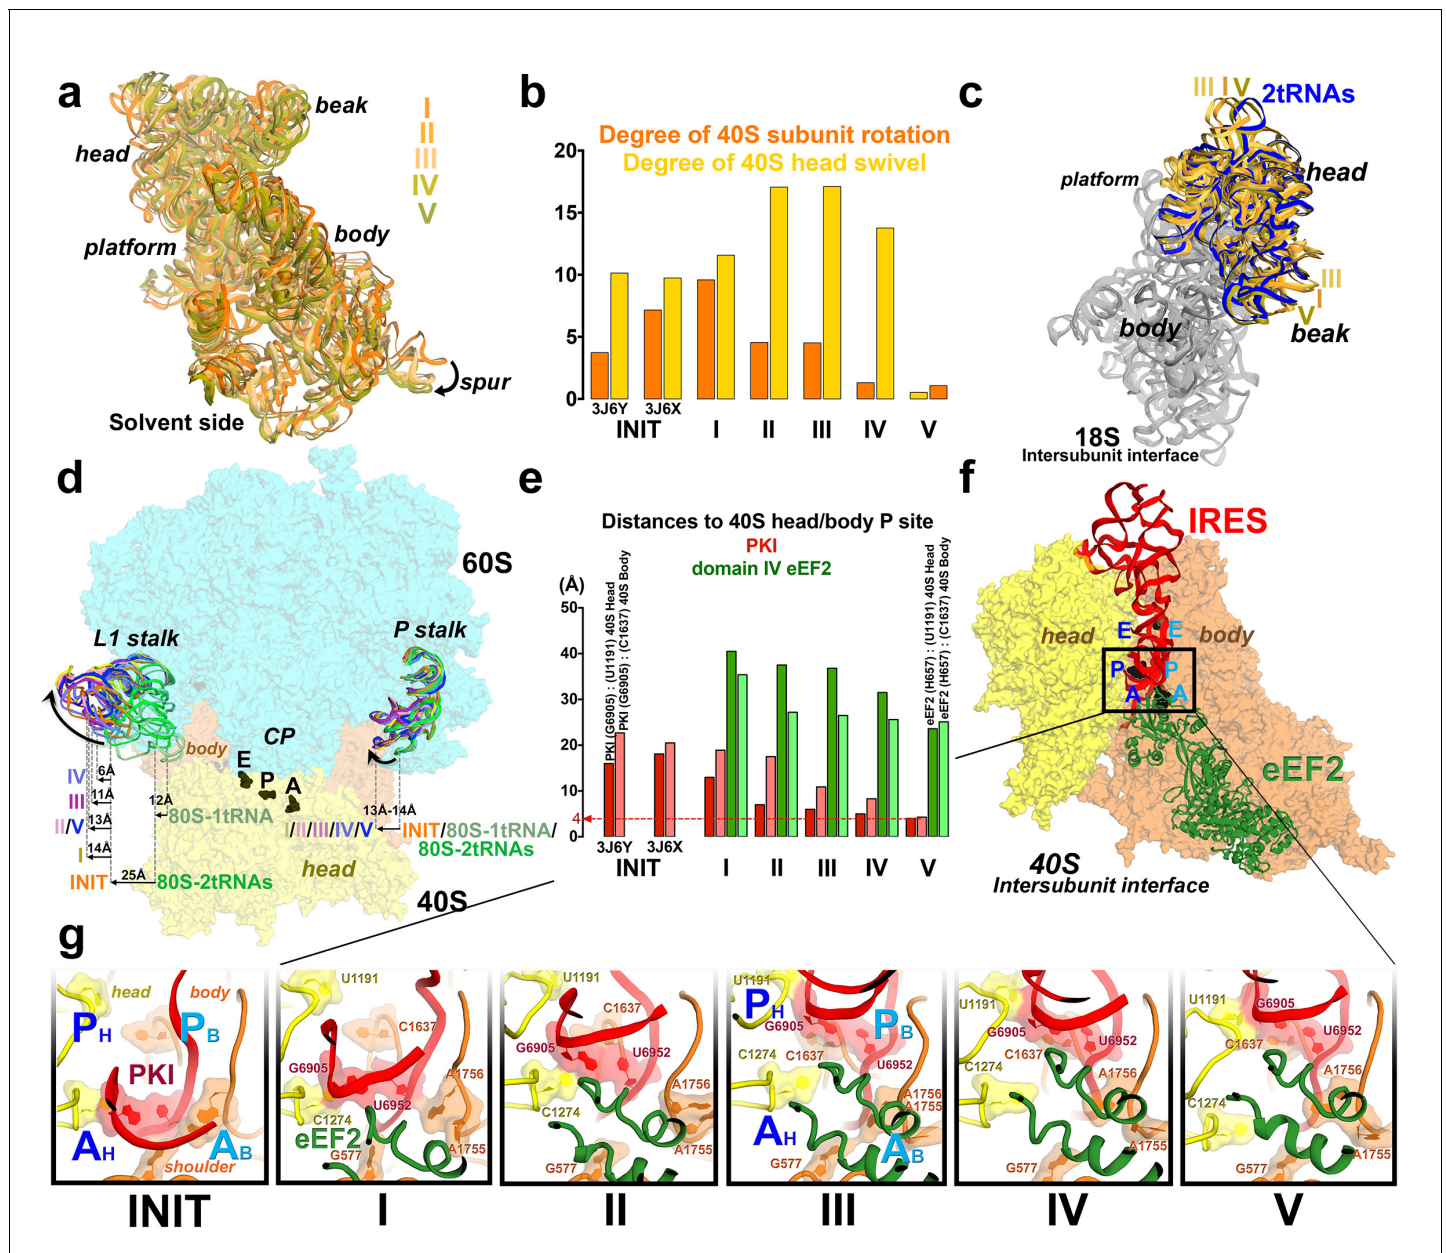 a
beak
head
platform
body
spur
Solvent side
I
II
III
IV
V
b
Degree of 40S subunit rotation
Degree of 40S head swivel
20
15
10
5
0
3J6Y
3J6X
INIT
I
II
III
IV
V
c
III I V
2tRNAs
platform
head
body
III
I
V
beak
18S
Intersubunit interface
d
60S
L1 stalk
P stalk
body
CP
E
P
A
IV
6Å
III
11Å
12Å
80S-1tRNA
II/V
13Å
I
14Å
INIT
25Å
80S-2tRNAs
13Å-14Å
I/II/III/IV/V
INIT/80S-1tRNA/
80S-2tRNAs
head
40S
e
Distances to 40S head/body P site
PKI
domain IV eEF2
(Å)
50
40
30
20
10
4
0
PKI (G6905) : (U1191) 40S Head
PKI (G6905) : (C1637) 40S Body
eEF2 (H657) : (U1191) 40S Head
eEF2 (H657) : (C1637) 40S Body
3J6Y
3J6X
INIT
I
II
III
IV
V
f
IRES
head
body
E
E
P
P
A
A
eEF2
40S
Intersubunit interface
g
head
body
PH
PB
PKI
AH
AB
shoulder
INIT
U1191
C1637
G6905
A1756
U6952
C1274
eEF2
G577
A1755
I
U1191
C1637
G6905
U6952
A1756
C1274
G577
A1755
II
U1191
PH
G6905
PB
C1274
C1637
U6952
A1756
A1755
AH
AB
G577
III
U1191
G6905
U6952
C1637
C1274
A1756
G577
A1755
IV
U1191
G6905
U6952
C1637
A1756
C1274
G577
A1755
V